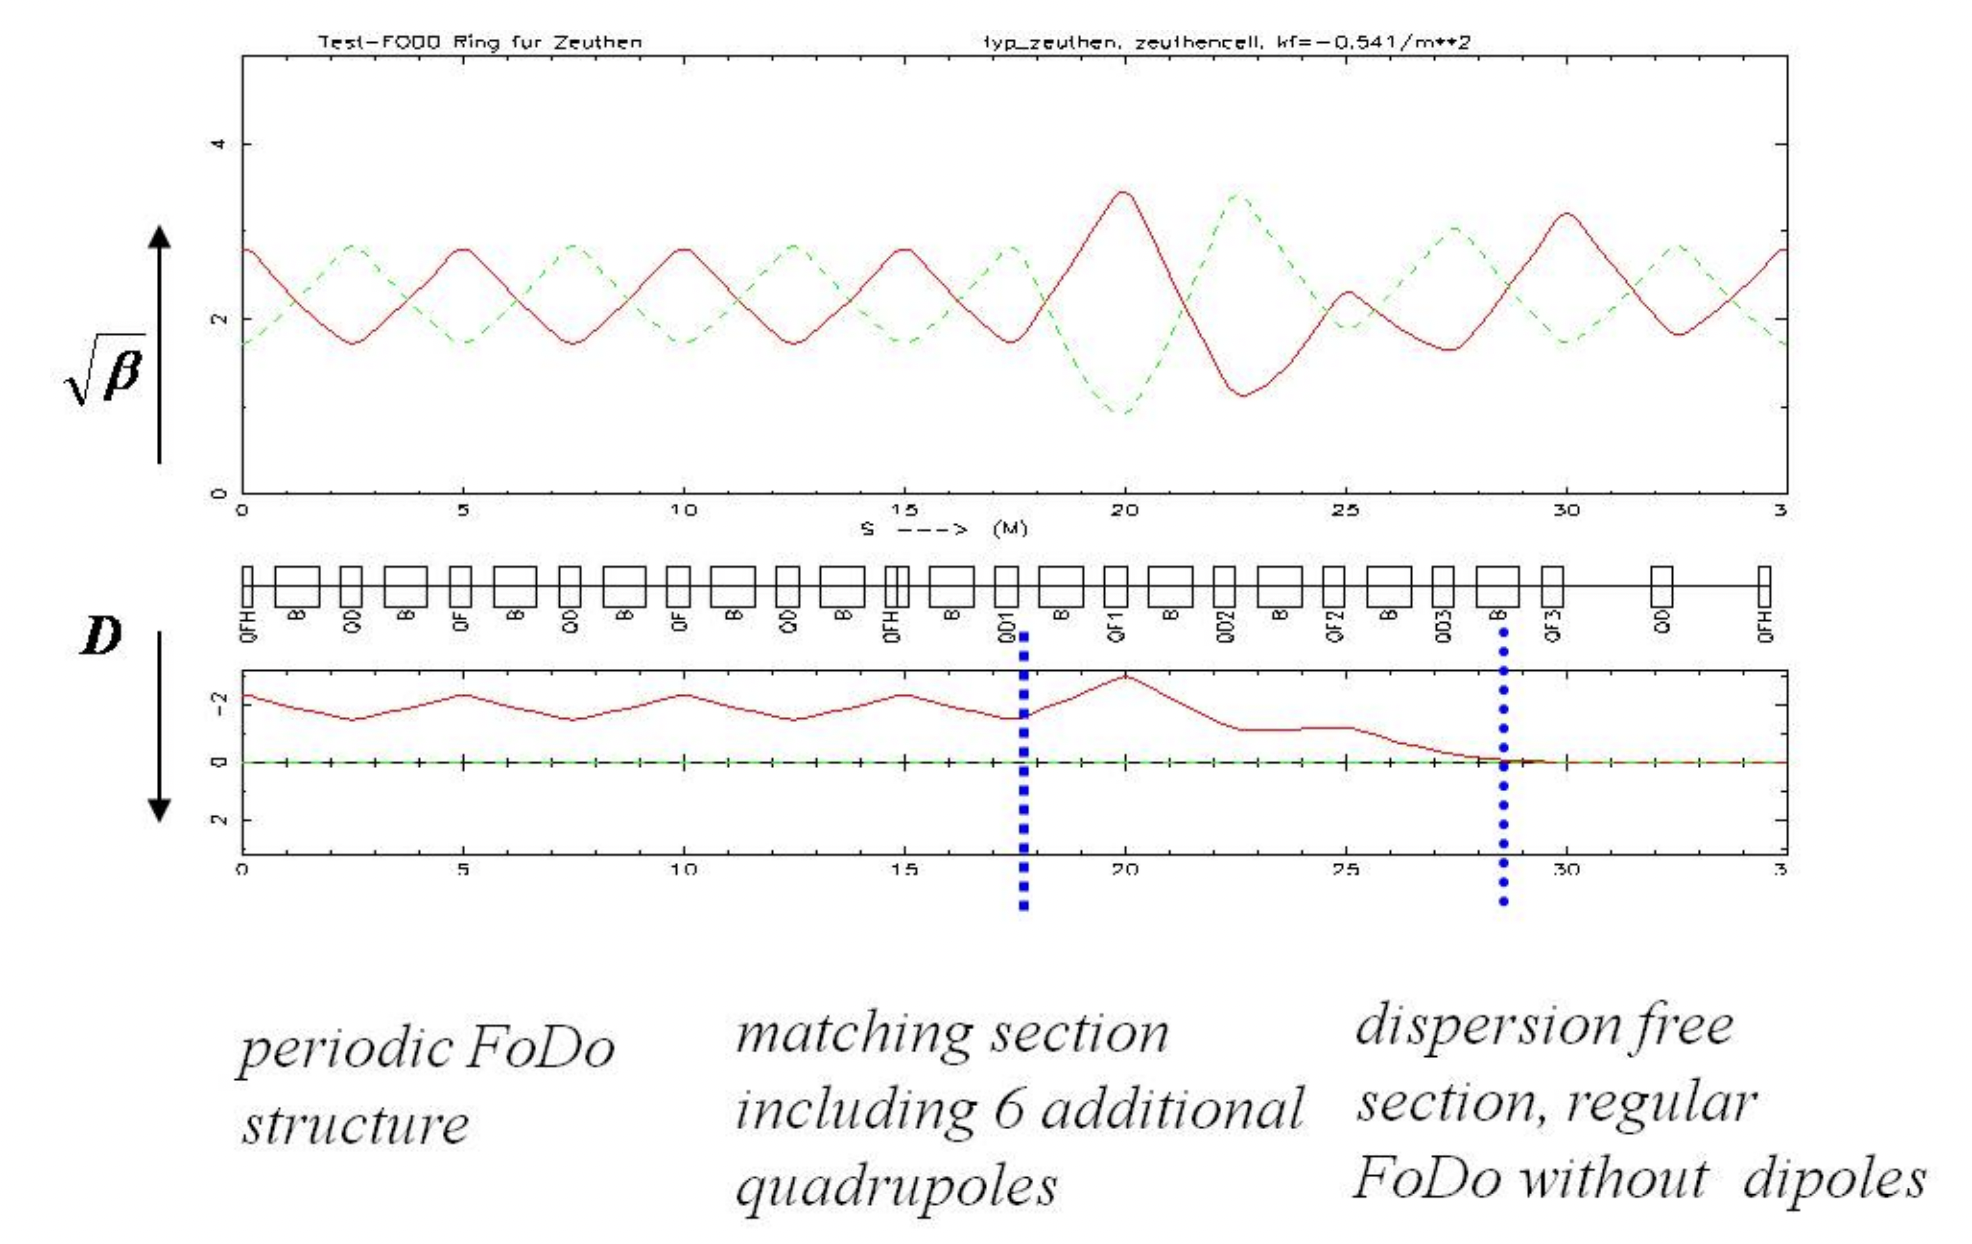 Test-FODO Ring fur Zeuthen
typ_zeuthen, zeuthencell, kf=-0.541/m**2
4
2
0
√β
0 5 10 15 20 25 30 3
S ---> (M)
QFH B QD B QF B QD B QF B QD B QFH B QD1 B QF1 B QD2 B QF2 B QD3 B QF3 QD QFH
D
-2
0
2
0 5 10 15 20 25 30 3
periodic FoDo
structure
matching section
including 6 additional
quadrupoles
dispersion free
section, regular
FoDo without dipoles